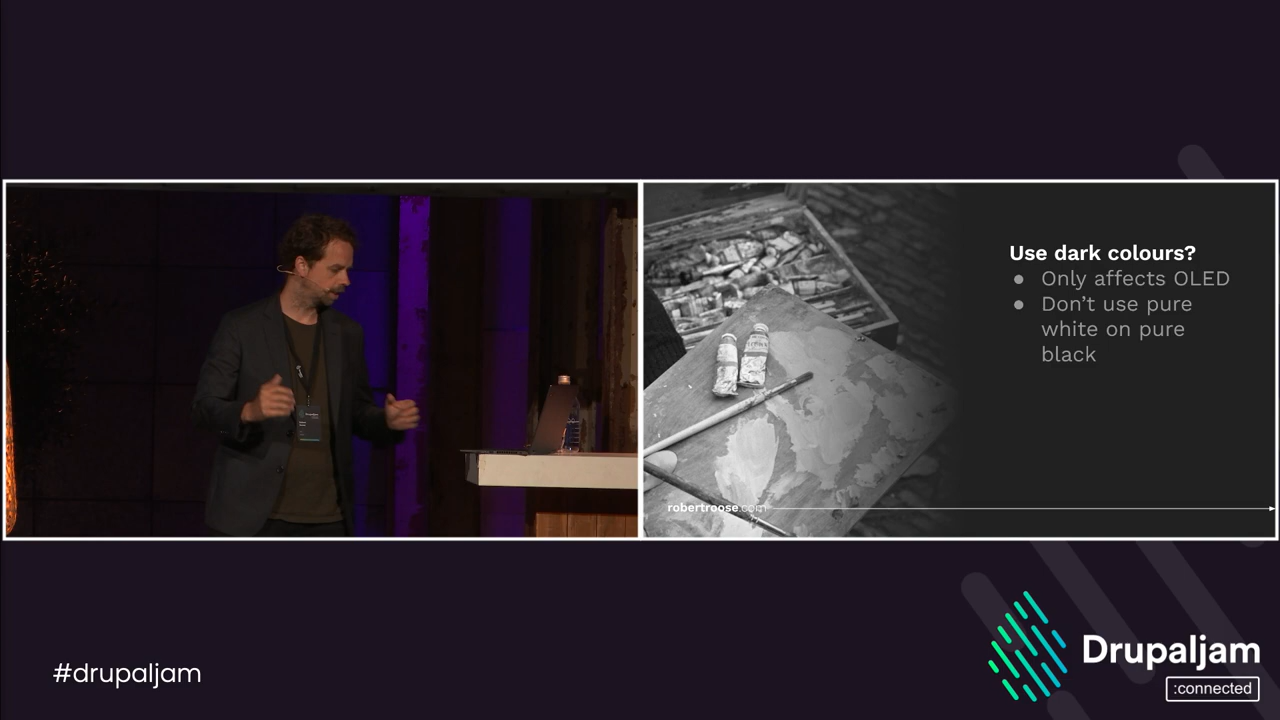 Use dark colours?
● Only affects OLED
● Don’t use pure
white on pure
black
robertroose.com
#drupaljam
Drupaljam
:connected